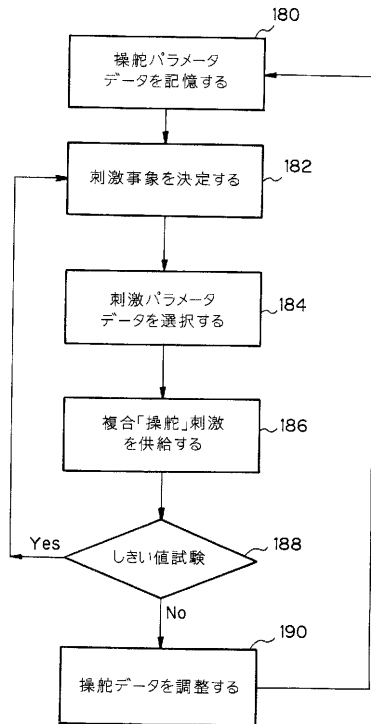 180
操舵パラメータ
データを記憶する
刺激事象を決定する
182
刺激パラメータ
データを選択する
184
複合「操舵」刺激
を供給する
186
Yes
しきい値試験
188
No
190
操舵データを調整する